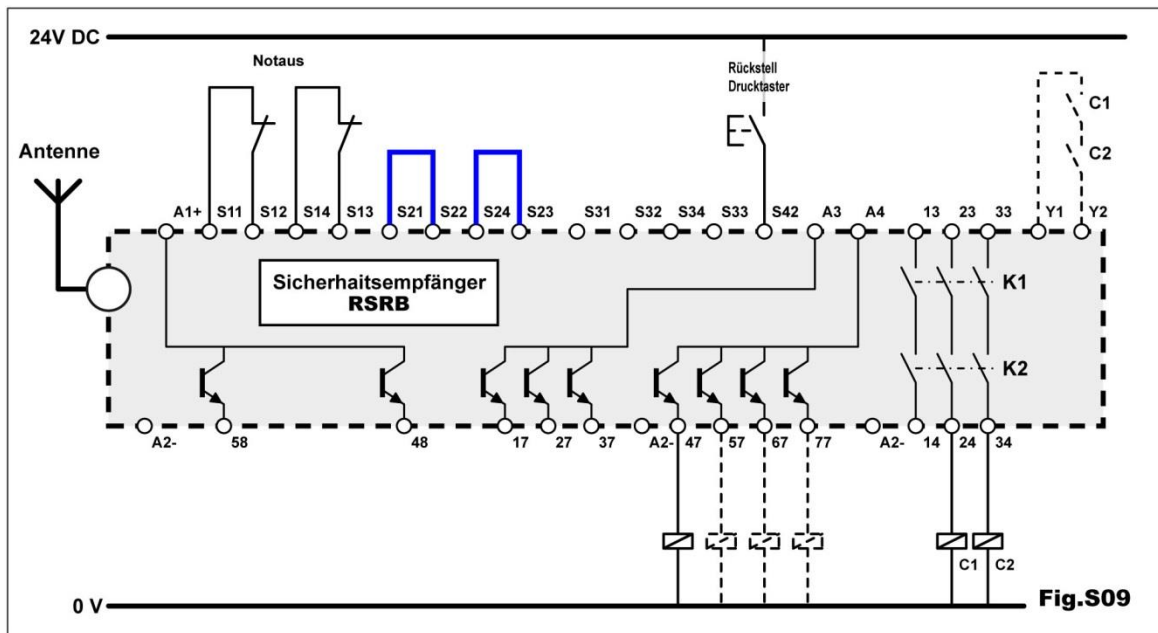 24V DC
Notaus
Rückstell
Drucktaster
C1
C2
Antenne
A1+ S11 S12 S14 S13 S21 S22 S24 S23 S31 S32 S34 S33 S42 A3 A4 13 23 33 Y1 Y2
Sicherhaitsempfänger
RSRB
K1
K2
A2- 58 48 17 27 37 A2- 47 57 67 77 A2- 14 24 34
C1 C2
0 V
Fig.S09